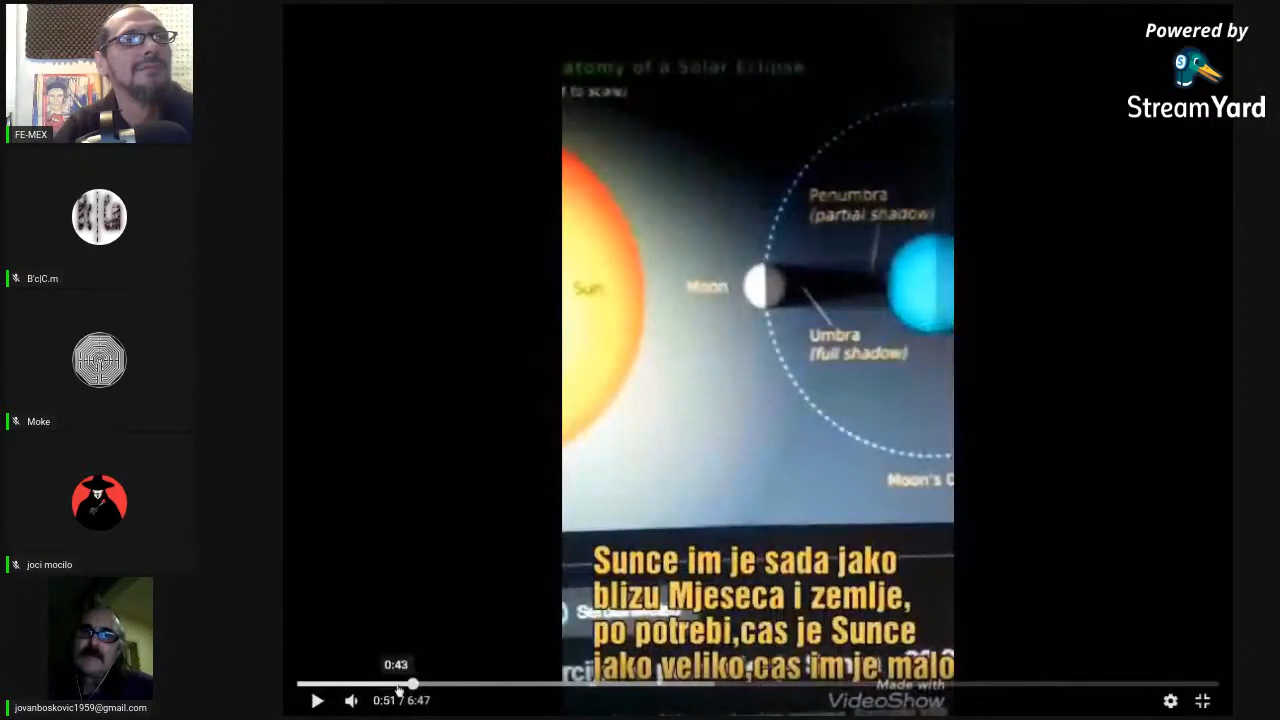 Powered by
StreamYard
FE-MEX
B'c|C.m
Moke
joci mocilo
jovanboskovic1959@gmail.com
atomy of a Solar Eclipse
t to scale)
Penumbra
(partial shadow)
Sun
Moon
Umbra
(full shadow)
Moon's O
Sunce im je sada jako
blizu Mjeseca i zemlje,
po potrebi,cas je Sunce
jako veliko,cas im je malo
Made with
VideoShow
0:43
0:51 / 6:47